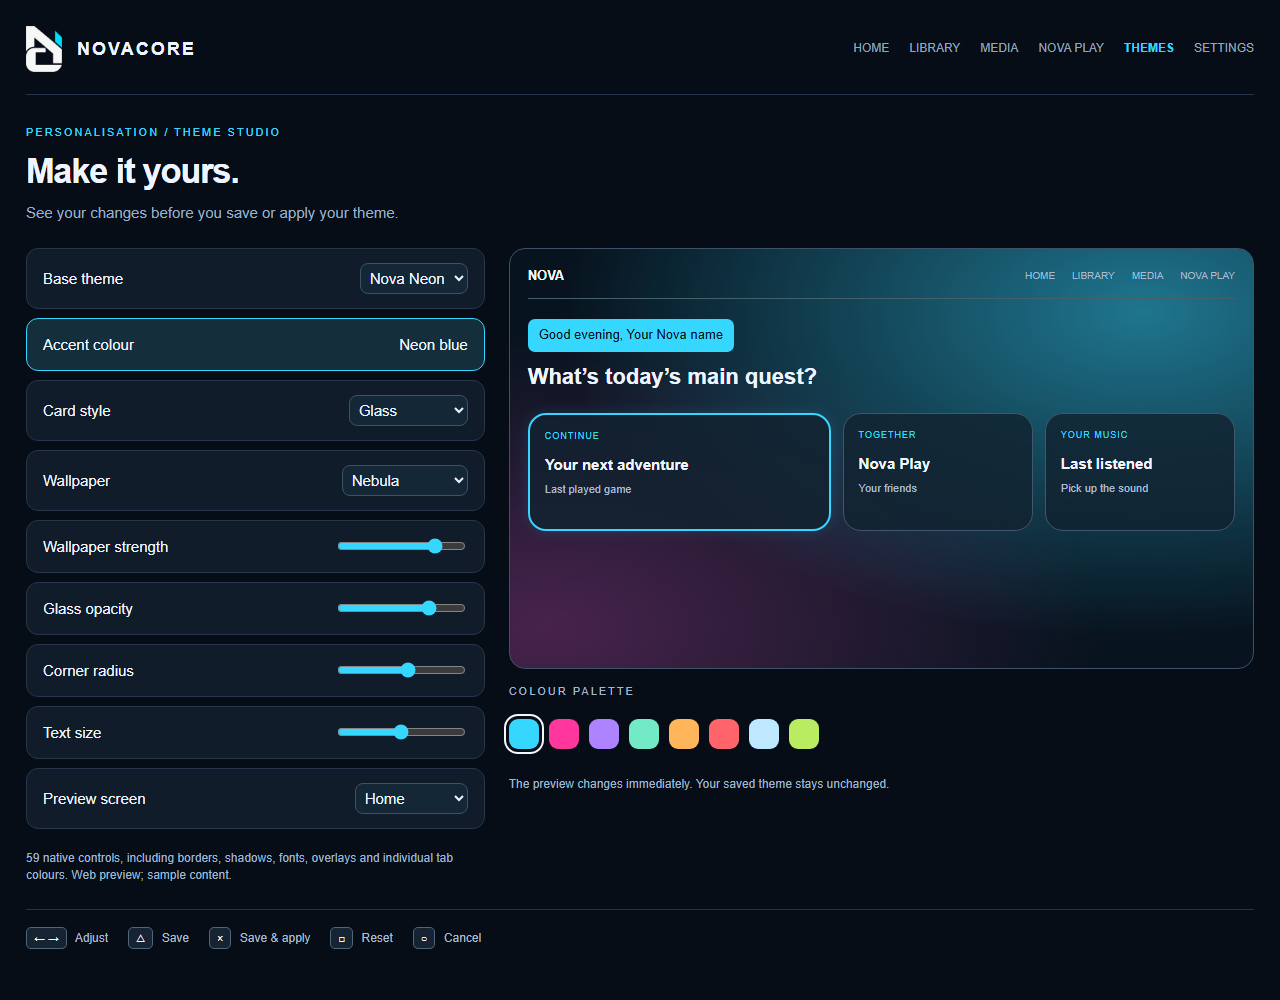 NOVACORE
HOME LIBRARY MEDIA NOVA PLAY THEMES SETTINGS
PERSONALISATION / THEME STUDIO
Make it yours.
See your changes before you save or apply your theme.
Base theme Nova Neon
Accent colour Neon blue
Card style Glass
Wallpaper Nebula
Wallpaper strength
Glass opacity
Corner radius
Text size
Preview screen Home
59 native controls, including borders, shadows, fonts, overlays and individual tab
colours. Web preview; sample content.
NOVA HOME LIBRARY MEDIA NOVA PLAY
Good evening, Your Nova name
What’s today’s main quest?
CONTINUE
Your next adventure
Last played game
TOGETHER
Nova Play
Your friends
YOUR MUSIC
Last listened
Pick up the sound
COLOUR PALETTE
The preview changes immediately. Your saved theme stays unchanged.
←→ Adjust △ Save × Save & apply □ Reset ○ Cancel